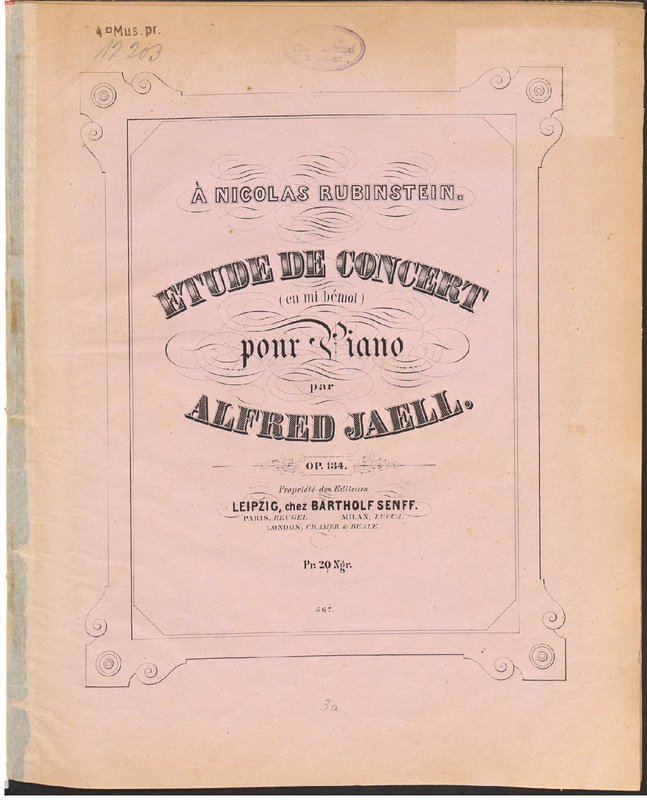 4° Mus. pr.
12203
À NICOLAS RUBINSTEIN.
ETUDE DE CONCERT
(en mi bémol)
pour Piano
par
ALFRED JAELL.
OP. 134.
Propriété des Editeurs.
LEIPZIG, chez BARTHOLF SENFF.
PARIS, HEUGEL MILAN, LUCCA.
LONDON, CRAMER & BEALE.
Pr. 20 Ngr.
567.
3a